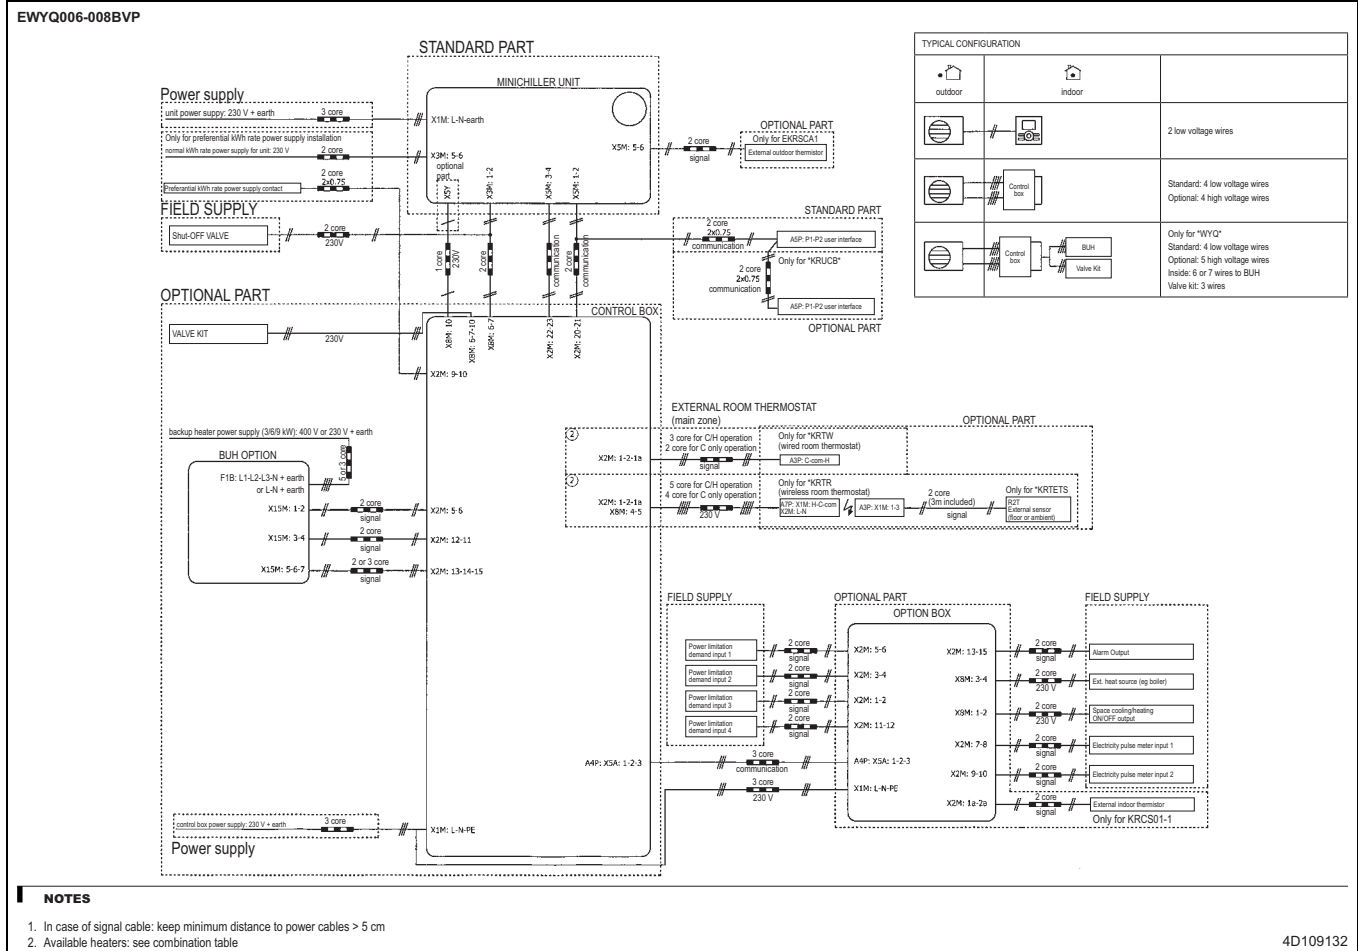 EWYQ006-008BVP
STANDARD PART
MINICHILLER UNIT
Power supply
unit power supply: 230 V + earth
3 core
X1M: L-N-earth
Only for preferential kWh rate power supply installation
normal kWh rate power supply for unit: 230 V
2 core
X3M: 5-6
optional
part
X5Y
X3M: 1-2
X5M: 3-4
X5M: 1-2
X5M: 5-6
2 core
signal
OPTIONAL PART
Only for EKRSCA1
External outdoor thermistor
Preferantial kWh rate power supply contact
2 core
2x0.75
FIELD SUPPLY
Shut-OFF VALVE
2 core
230V
1 core
230V
2 core
communication
2 core
communication
STANDARD PART
2 core
2x0.75
communication
A5P: P1-P2 user interface
Only for *KRUCB*
2 core
2x0.75
communication
A5P: P1-P2 user interface
OPTIONAL PART
TYPICAL CONFIGURATION
outdoor
indoor
2 low voltage wires
Control
box
Standard: 4 low voltage wires
Optional: 4 high voltage wires
Control
box
BUH
Valve Kit
Only for *WYQ*
Standard: 4 low voltage wires
Optional: 5 high voltage wires
Inside: 6 or 7 wires to BUH
Valve kit: 3 wires
OPTIONAL PART
CONTROL BOX
VALVE KIT
230V
X8M: 10
X8M: 6-7-10
X8M: 6-7
X2M: 22-23
X2M: 20-21
X2M: 9-10
backup heater power supply (3/6/9 kW): 400 V or 230 V + earth
5 or 3 core
BUH OPTION
F1B: L1-L2-L3-N + earth
or L-N + earth
X15M: 1-2
2 core
signal
X2M: 5-6
X15M: 3-4
2 core
signal
X2M: 12-11
X15M: 5-6-7
2 or 3 core
signal
X2M: 13-14-15
EXTERNAL ROOM THERMOSTAT
(main zone)
OPTIONAL PART
2
X2M: 1-2-1a
3 core for C/H operation
2 core for C only operation
signal
Only for *KRTW
(wired room thermostat)
A3P: C-com-H
2
X2M: 1-2-1a
X8M: 4-5
5 core for C/H operation
4 core for C only operation
230 V
Only for *KRTR
(wireless room thermostat)
A7P: X1M: H-C-com
X2M: L-N
A3P: X1M: 1-3
2 core
(3m included)
signal
Only for *KRTETS
R2T
External sensor
(floor or ambient)
FIELD SUPPLY
OPTIONAL PART
OPTION BOX
FIELD SUPPLY
Power limitation
demand input 1
2 core
signal
X2M: 5-6
X2M: 13-15
2 core
signal
Alarm Output
Power limitation
demand input 2
2 core
signal
X2M: 3-4
X8M: 3-4
2 core
230 V
Ext. heat source (eg boiler)
Power limitation
demand input 3
2 core
signal
X2M: 1-2
X8M: 1-2
2 core
230 V
Space cooling/heating
ON/OFF output
Power limitation
demand input 4
2 core
signal
X2M: 11-12
X2M: 7-8
2 core
signal
Electricity pulse meter input 1
A4P: X5A: 1-2-3
3 core
communication
A4P: X5A: 1-2-3
X2M: 9-10
2 core
signal
Electricity pulse meter input 2
3 core
230 V
X1M: L-N-PE
X2M: 1a-2a
2 core
signal
External indoor thermistor
Only for KRCS01-1
control box power supply: 230 V + earth
3 core
X1M: L-N-PE
Power supply
NOTES
1. In case of signal cable: keep minimum distance to power cables > 5 cm
2. Available heaters: see combination table
4D109132